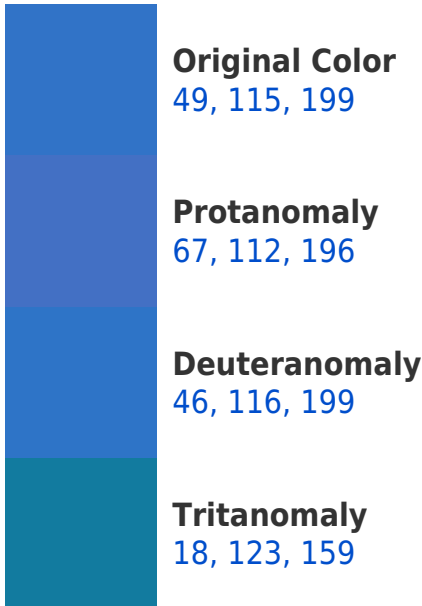 Original Color
49, 115, 199
Protanomaly
67, 112, 196
Deuteranomaly
46, 116, 199
Tritanomaly
18, 123, 159